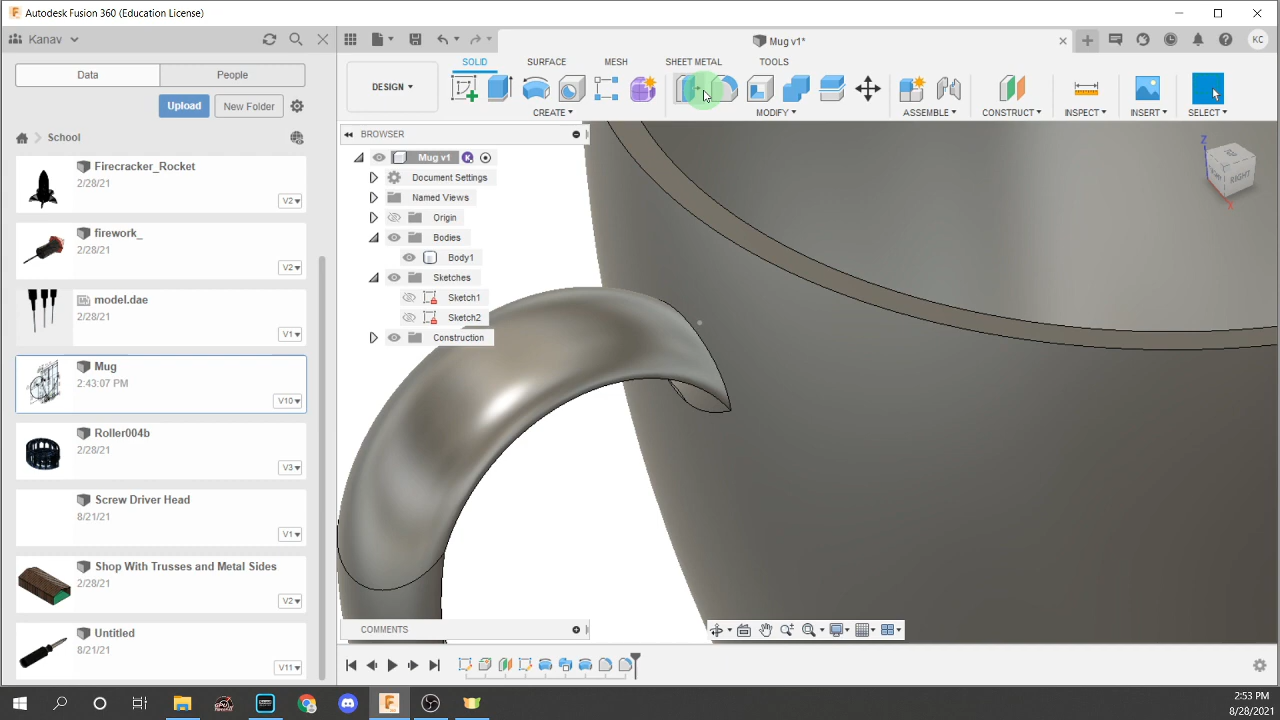 Autodesk Fusion 360 (Education License)
Kanav
Mug v1*
KC
Data
People
Upload
New Folder
School
Firecracker_Rocket
2/28/21
V2
firework_
2/28/21
V2
model.dae
2/28/21
V1
Mug
2:43:07 PM
V10
Roller004b
2/28/21
V3
Screw Driver Head
8/21/21
V1
Shop With Trusses and Metal Sides
2/28/21
V2
Untitled
8/21/21
V11
DESIGN
SOLID
SURFACE
MESH
SHEET METAL
TOOLS
CREATE
MODIFY
ASSEMBLE
CONSTRUCT
INSPECT
INSERT
SELECT
BROWSER
Mug v1
Document Settings
Named Views
Origin
Bodies
Body1
Sketches
Sketch1
Sketch2
Construction
Z
RIGHT
X
COMMENTS
2:53 PM
8/28/2021